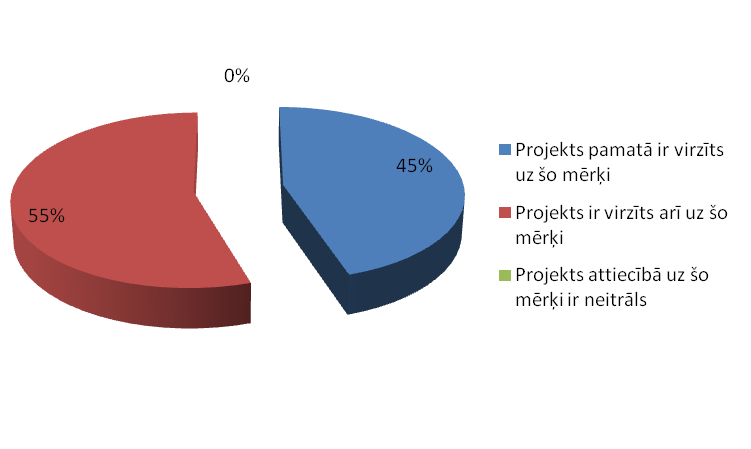 0%
45%
55%
Projekts pamatā ir virzīts
uz šo mērķi
Projekts ir virzīts arī uz šo
mērķi
Projekts attiecībā uz šo
mērķi ir neitrāls